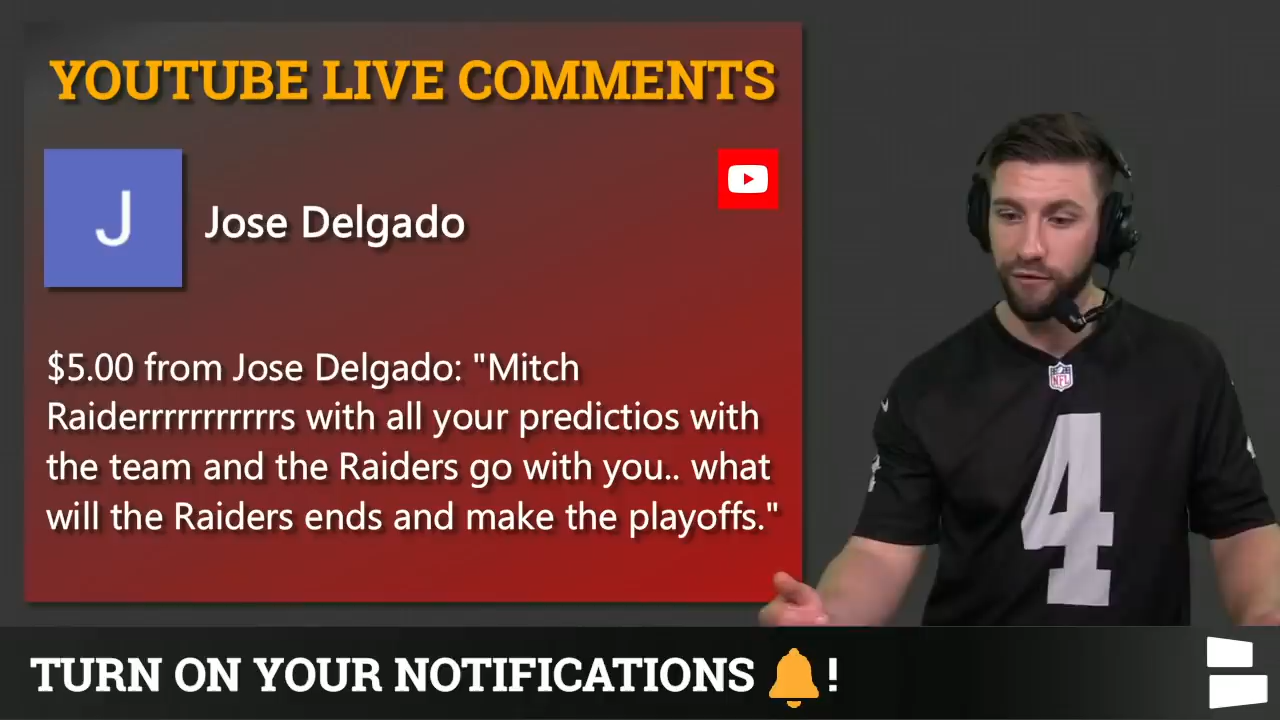 YOUTUBE LIVE COMMENTS
J
Jose Delgado
$5.00 from Jose Delgado: "Mitch
Raiderrrrrrrrrrrs with all your predictios with
the team and the Raiders go with you.. what
will the Raiders ends and make the playoffs."
NFL
4
TURN ON YOUR NOTIFICATIONS !